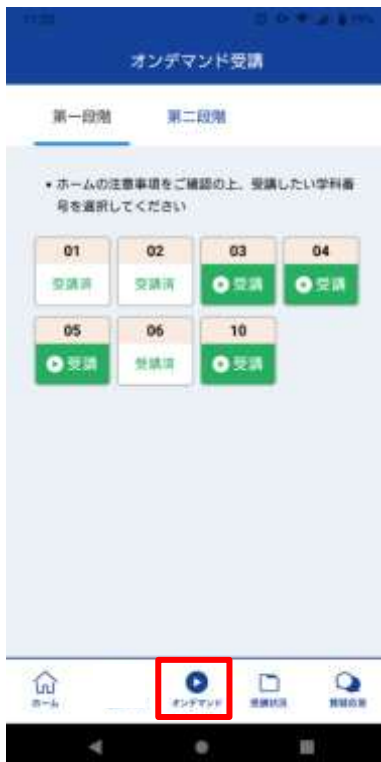 オンデマンド受講
第一段階 第二段階
• ホームの注意事項をご確認の上、受講したい学科番
号を選択してください
01 02 03 04
受講済 受講済 受講 受講
05 06 10
受講 受講済 受講
ホーム オンデマンド 受講状況